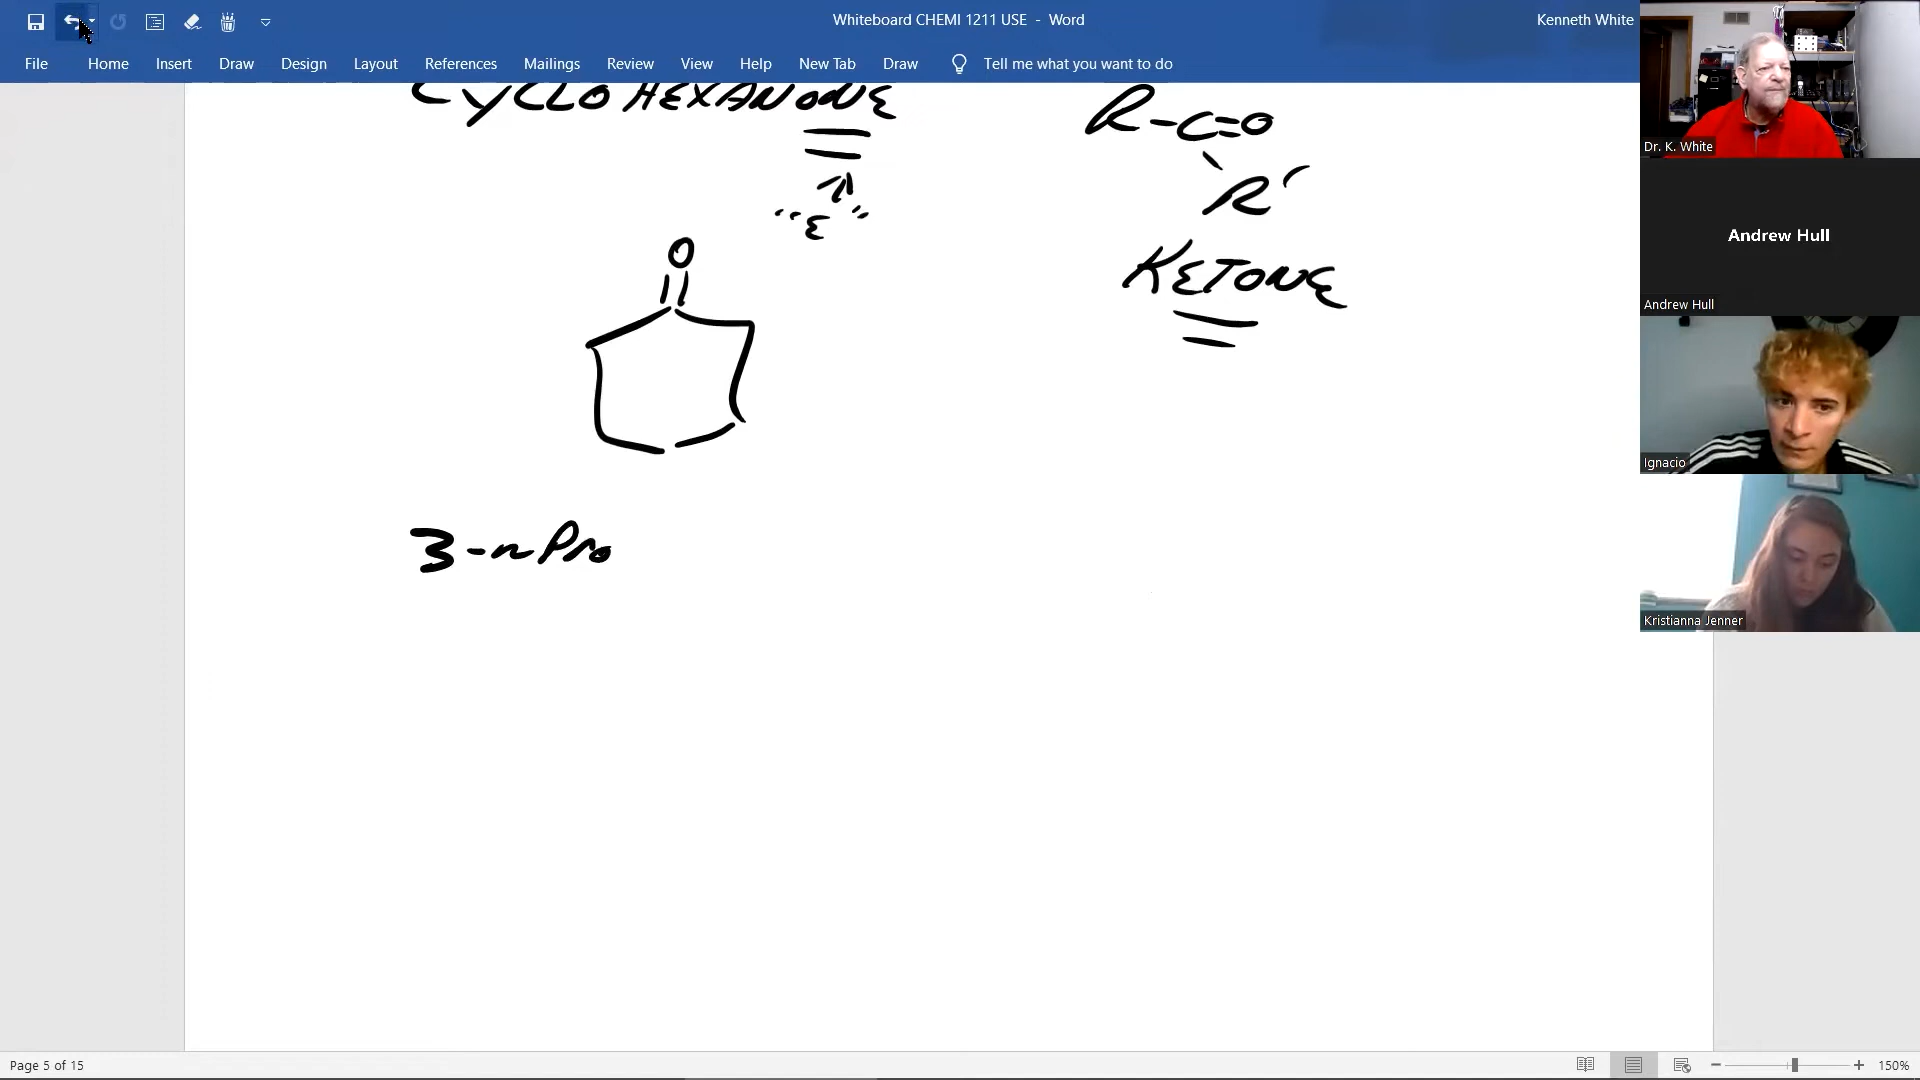 Whiteboard CHEMI 1211 USE - Word
Kenneth White
File Home Insert Draw Design Layout References Mailings Review View Help New Tab Draw Tell me what you want to do
CYCLOHEXANONE
"E"
O
R-C=O
R'
KETONE
3-nPro
Dr. K. White
Andrew Hull
Andrew Hull
Ignacio
Kristianna Jenner
Page 5 of 15
150%